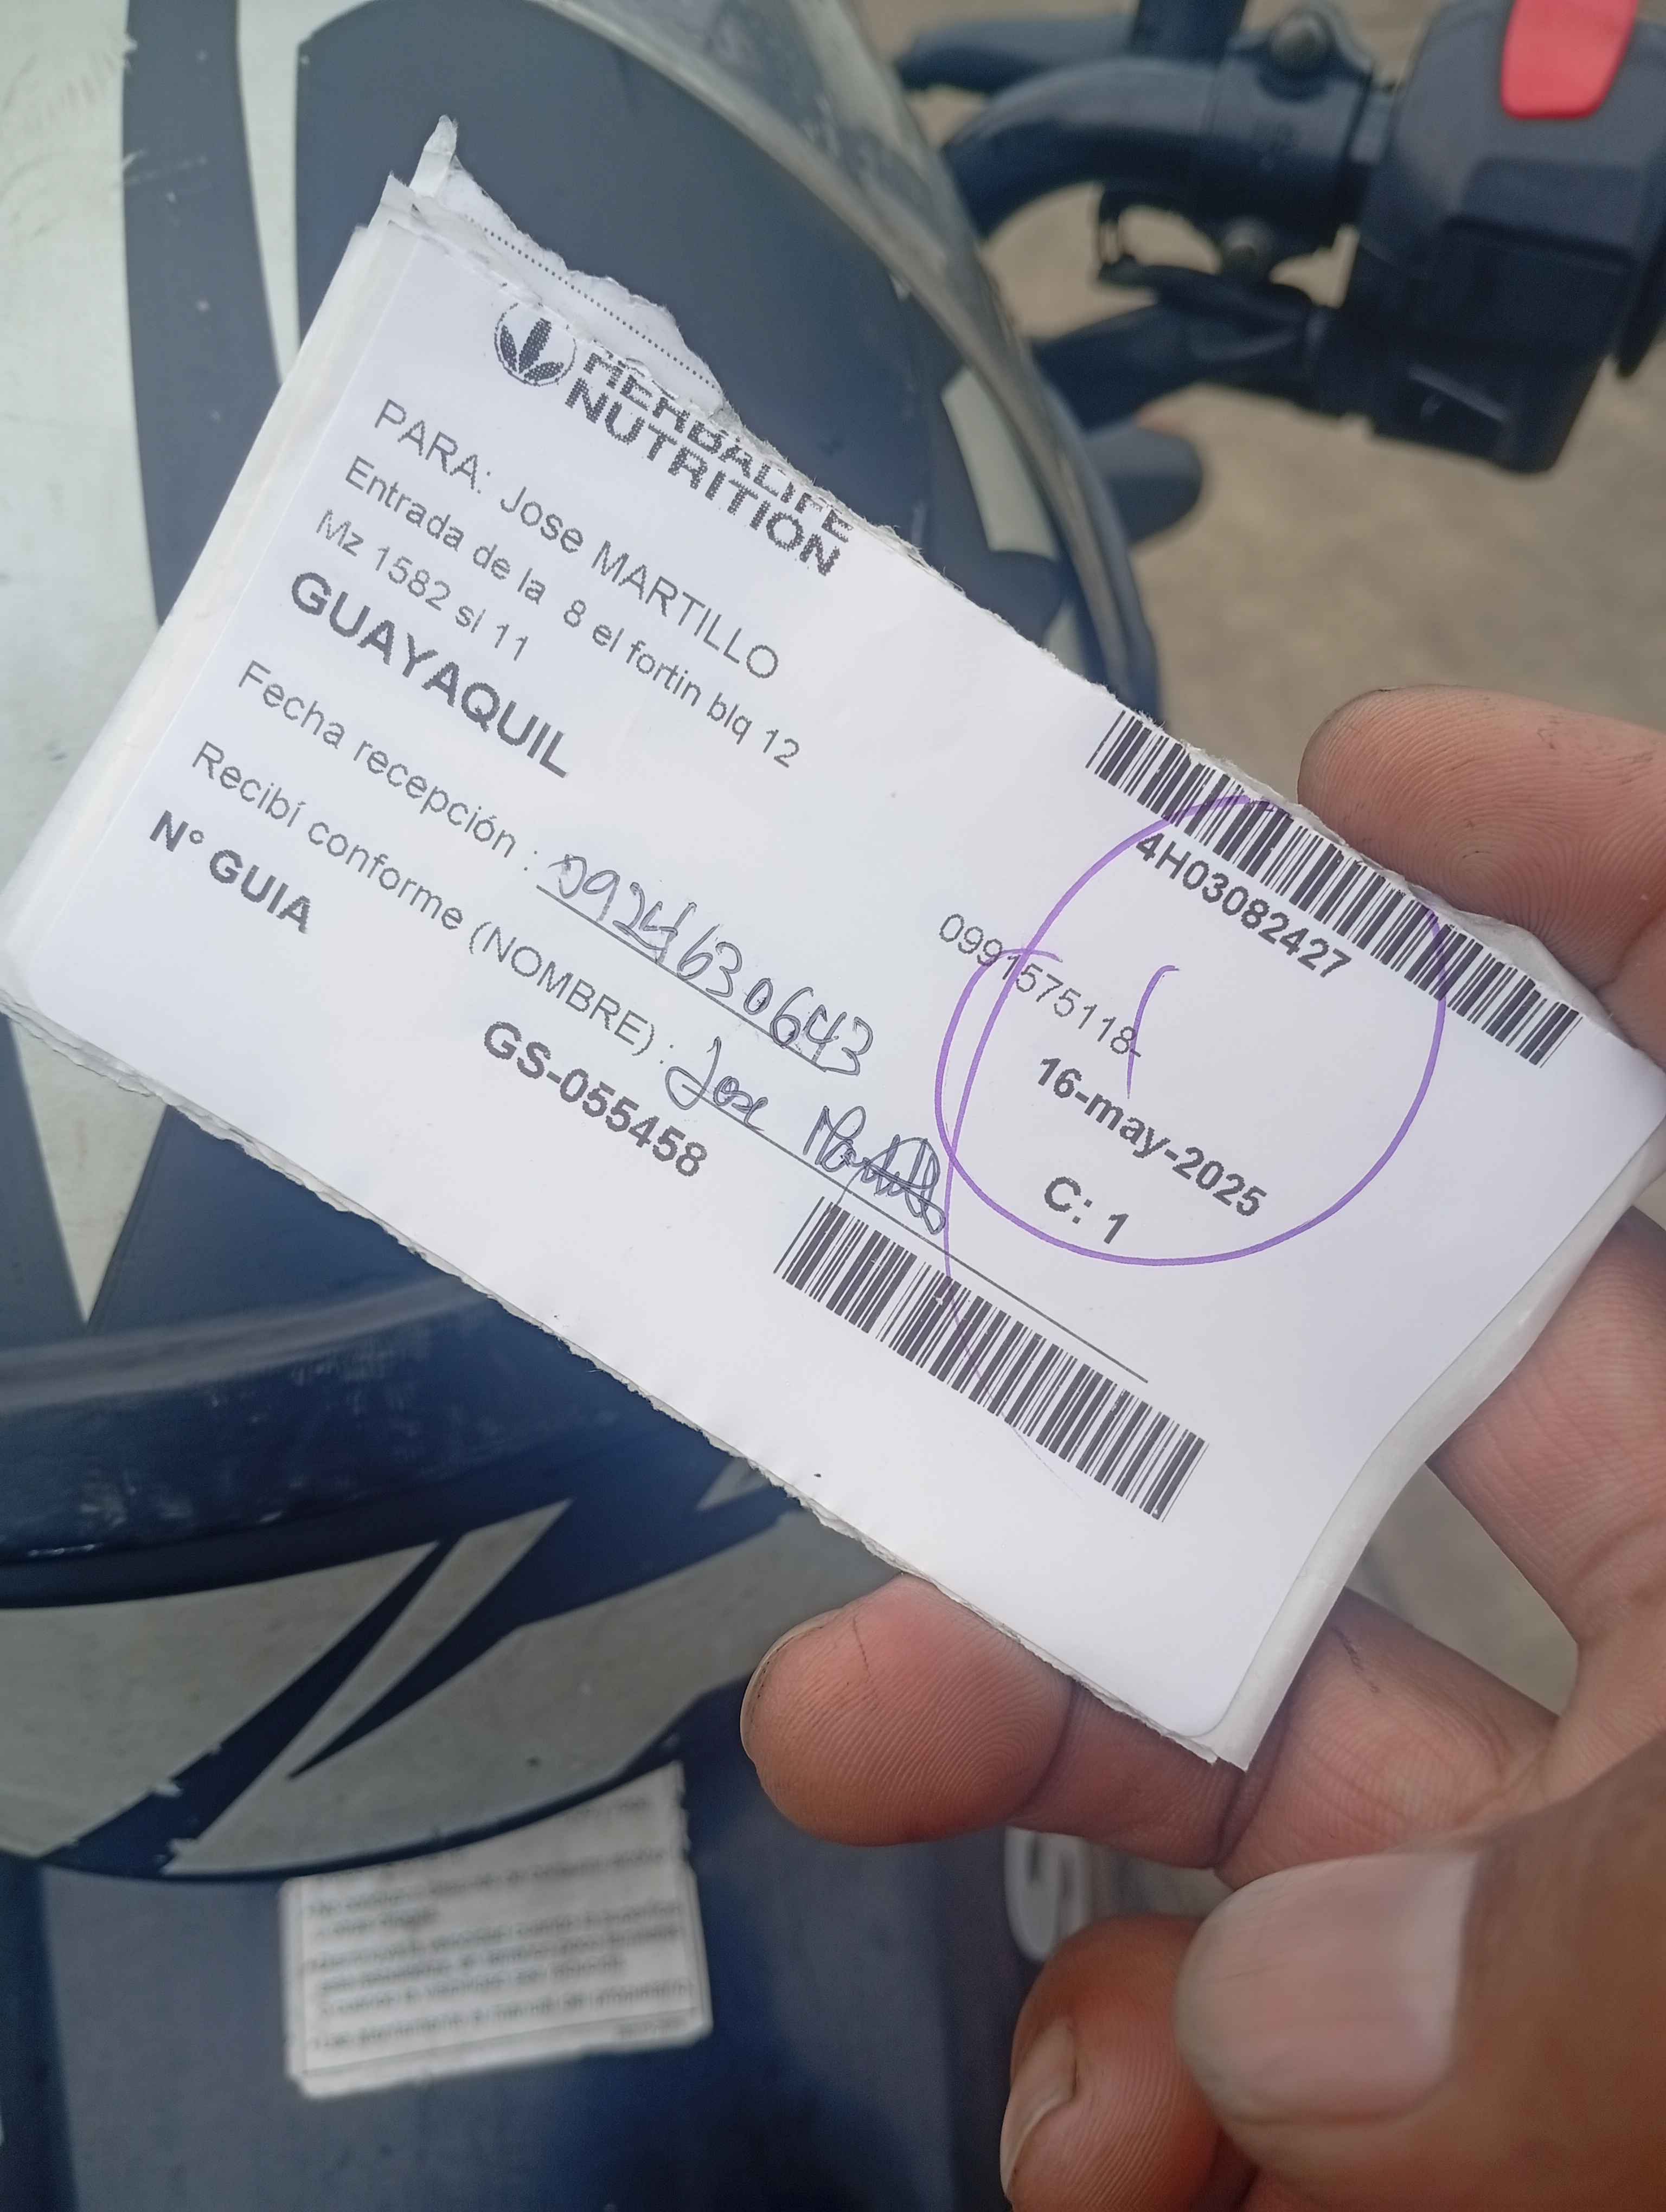 HERBALIFE
NUTRITION
PARA: Jose MARTILLO
Entrada de la 8 el fortin blq 12
Mz 1582 sl 11
GUAYAQUIL
4H03082427
0991575118-
16-may-2025
C: 1
Fecha recepción : 0924630643
Recibí conforme (NOMBRE) : Jose Martillo
N° GUIA GS-055458